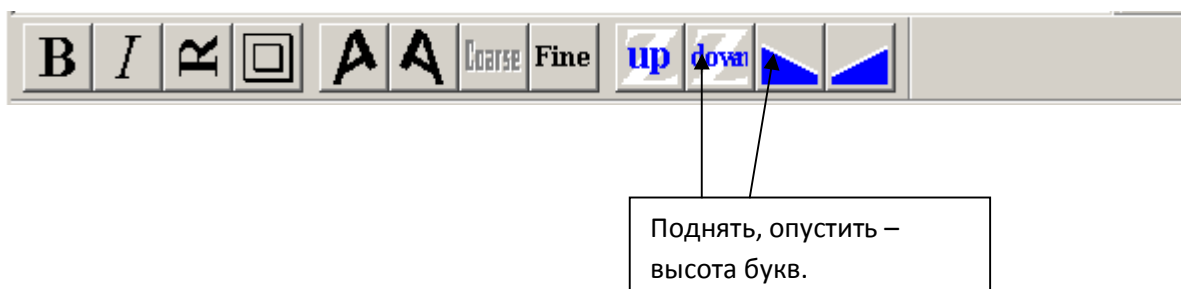 B I R A A Coarse Fine up down
Поднять, опустить –
высота букв.